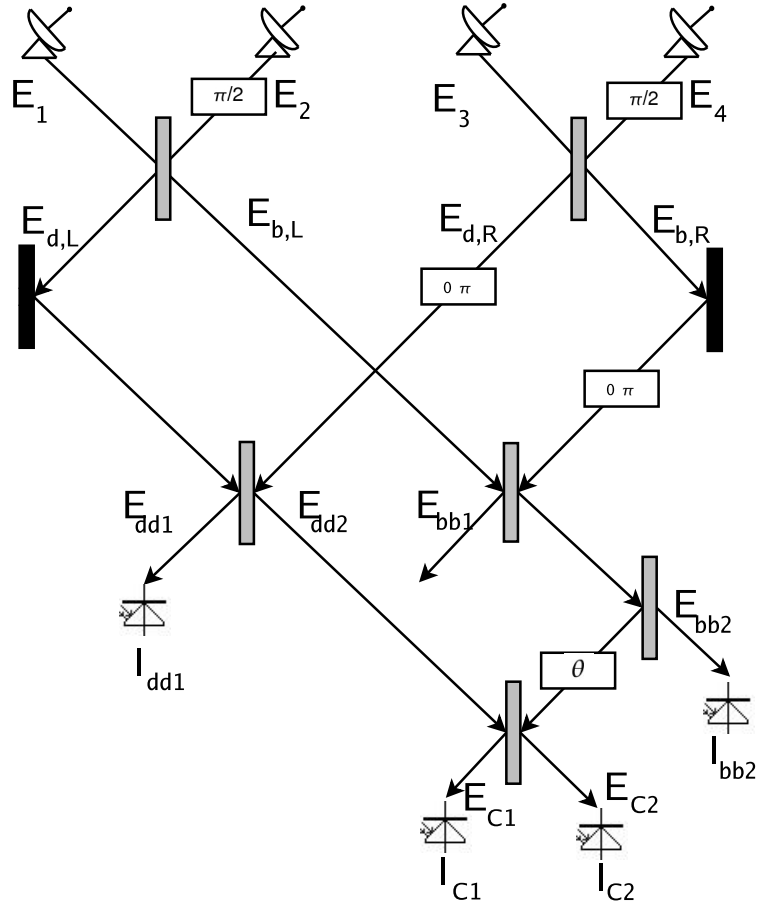 E1
π/2
E2
E3
π/2
E4
Ed,L
Eb,L
Ed,R
Eb,R
0 π
0 π
Edd1
Edd2
Ebb1
Ebb2
θ
Idd1
Ibb2
EC1
EC2
IC1
IC2